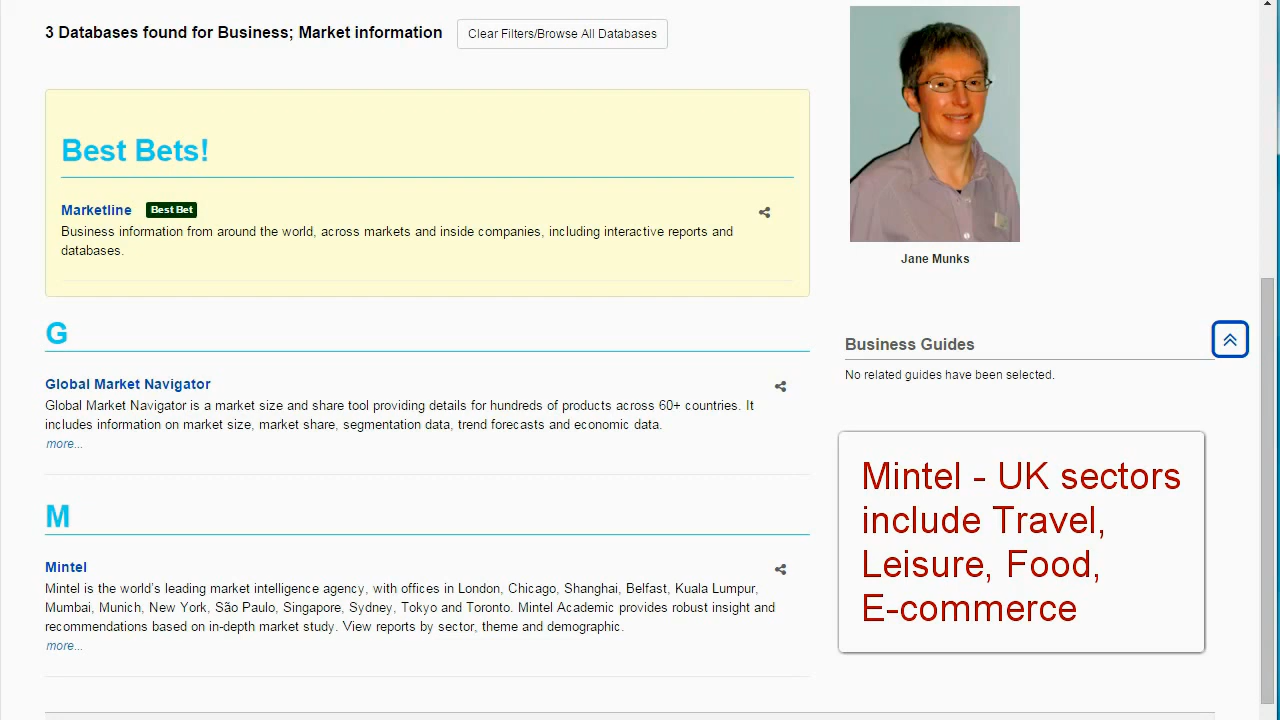 3 Databases found for Business; Market information
Clear Filters/Browse All Databases
Best Bets!
Marketline Best Bet
Business information from around the world, across markets and inside companies, including interactive reports and
databases.
G
Global Market Navigator
Global Market Navigator is a market size and share tool providing details for hundreds of products across 60+ countries. It
includes information on market size, market share, segmentation data, trend forecasts and economic data.
more...
M
Mintel
Mintel is the world's leading market intelligence agency, with offices in London, Chicago, Shanghai, Belfast, Kuala Lumpur,
Mumbai, Munich, New York, São Paulo, Singapore, Sydney, Tokyo and Toronto. Mintel Academic provides robust insight and
recommendations based on in-depth market study. View reports by sector, theme and demographic.
more...
Jane Munks
Business Guides
No related guides have been selected.
Mintel - UK sectors
include Travel,
Leisure, Food,
E-commerce